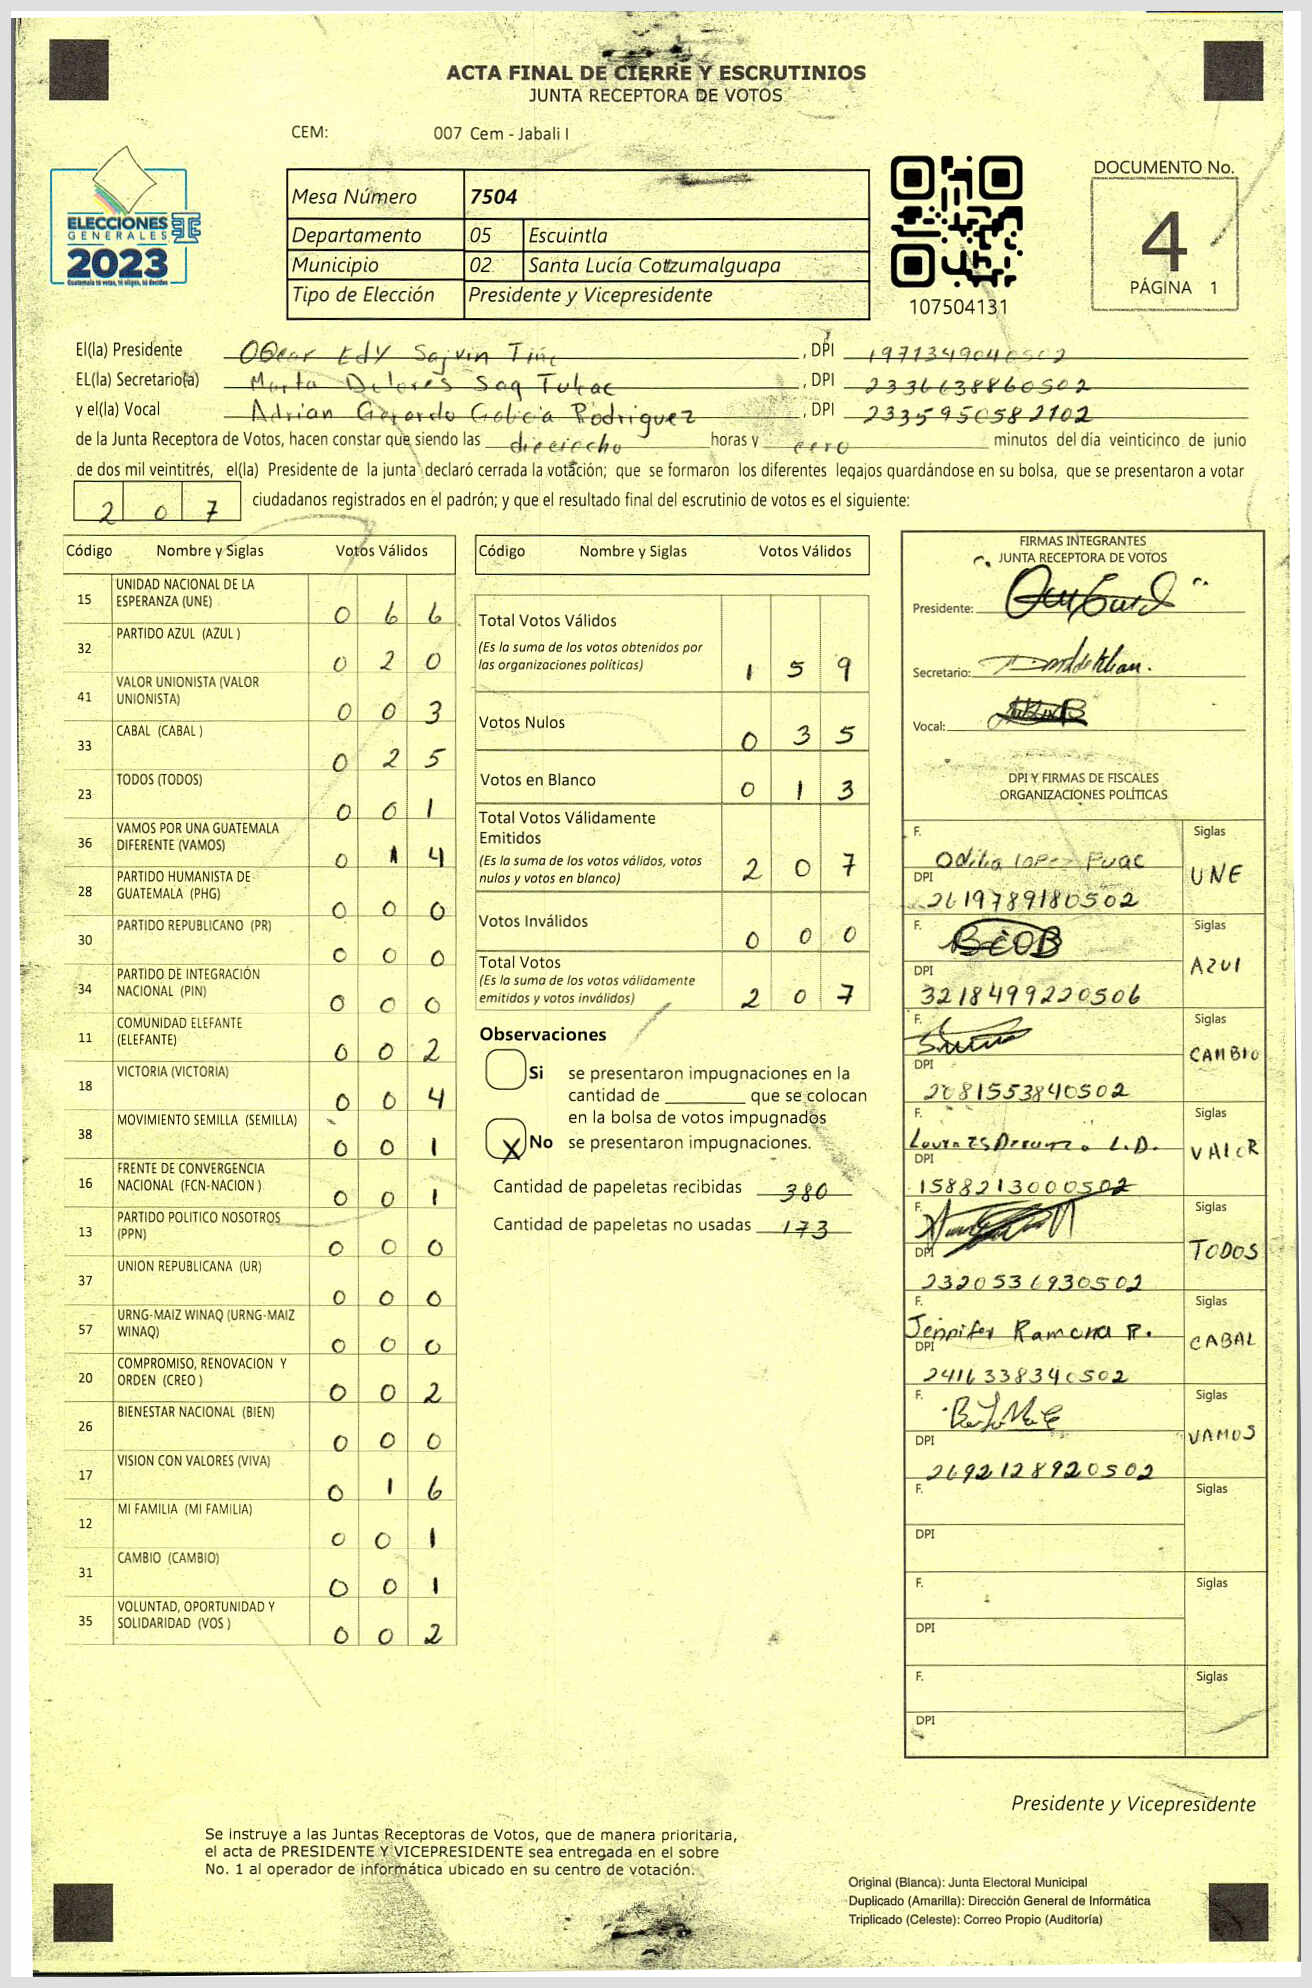 ACTA FINAL DE CIERRE Y ESCRUTINIOS
JUNTA RECEPTORA DE VOTOS
CEM: 007 Cem - Jabali I
ELECCIONES
GENERALES
2023
Guatemala tú votas, tú eliges, tú decides
Mesa Número 7504
Departamento 05 Escuintla
Municipio 02 Santa Lucía Cotzumalguapa
Tipo de Elección Presidente y Vicepresidente
107504131
DOCUMENTO No.
4
PÁGINA 1
El(la) Presidente Edy Sajvin , DPI 1971349040502
EL(la) Secretario(a) Marta Dolores Saq Tukac , DPI 2336638860502
y el(la) Vocal Adrian Gerardo Galicia Rodriguez , DPI 2335950582102
de la Junta Receptora de Votos, hacen constar que siendo las dieciocho horas y cero minutos del día veinticinco de junio
de dos mil veintitrés, el(la) Presidente de la junta declaró cerrada la votación; que se formaron los diferentes legajos guardándose en su bolsa, que se presentaron a votar
2 0 7 ciudadanos registrados en el padrón; y que el resultado final del escrutinio de votos es el siguiente:
Código Nombre y Siglas Votos Válidos
15 UNIDAD NACIONAL DE LA ESPERANZA (UNE) 0 6 6
32 PARTIDO AZUL (AZUL ) 0 2 0
41 VALOR UNIONISTA (VALOR UNIONISTA) 0 0 3
33 CABAL (CABAL ) 0 2 5
23 TODOS (TODOS) 0 0 1
36 VAMOS POR UNA GUATEMALA DIFERENTE (VAMOS) 0 1 4
28 PARTIDO HUMANISTA DE GUATEMALA (PHG) 0 0 0
30 PARTIDO REPUBLICANO (PR) 0 0 0
34 PARTIDO DE INTEGRACIÓN NACIONAL (PIN) 0 0 0
11 COMUNIDAD ELEFANTE (ELEFANTE) 0 0 2
18 VICTORIA (VICTORIA) 0 0 4
38 MOVIMIENTO SEMILLA (SEMILLA) 0 0 1
16 FRENTE DE CONVERGENCIA NACIONAL (FCN-NACION ) 0 0 1
13 PARTIDO POLITICO NOSOTROS (PPN) 0 0 0
37 UNION REPUBLICANA (UR) 0 0 0
57 URNG-MAIZ WINAQ (URNG-MAIZ WINAQ) 0 0 0
20 COMPROMISO, RENOVACION Y ORDEN (CREO ) 0 0 2
26 BIENESTAR NACIONAL (BIEN) 0 0 0
17 VISION CON VALORES (VIVA) 0 1 6
12 MI FAMILIA (MI FAMILIA) 0 0 1
31 CAMBIO (CAMBIO) 0 0 1
35 VOLUNTAD, OPORTUNIDAD Y SOLIDARIDAD (VOS ) 0 0 2
Código Nombre y Siglas Votos Válidos
Total Votos Válidos 1 5 9
(Es la suma de los votos obtenidos por
las organizaciones políticas)
Votos Nulos 0 3 5
Votos en Blanco 0 1 3
Total Votos Válidamente
Emitidos
(Es la suma de los votos válidos, votos
nulos y votos en blanco) 2 0 7
Votos Inválidos 0 0 0
Total Votos
(Es la suma de los votos válidamente
emitidos y votos inválidos) 2 0 7
Observaciones
Si se presentaron impugnaciones en la
cantidad de ________ que se colocan
en la bolsa de votos impugnados
X No se presentaron impugnaciones.
Cantidad de papeletas recibidas 380
Cantidad de papeletas no usadas 173
FIRMAS INTEGRANTES
JUNTA RECEPTORA DE VOTOS
Presidente:
Secretario:
Vocal:
DPI Y FIRMAS DE FISCALES
ORGANIZACIONES POLÍTICAS
F. Odilia Lopez Puac Siglas
DPI 2619789180502 UNE
F. Siglas
DPI 3218499220506 AZUl
F. Siglas
DPI 2081553840502 CAMBIO
F. Siglas
DPI 1588213000502 VALOR
F. Siglas
DPI 2320536930502 TODOS
F. Jennifer Ramona R. Siglas
DPI 2416338340502 CABAL
F. Siglas
DPI 2692128920502 VAMOS
F. Siglas
DPI
F. Siglas
DPI
F. Siglas
DPI
Presidente y Vicepresidente
Se instruye a las Juntas Receptoras de Votos, que de manera prioritaria,
el acta de PRESIDENTE Y VICEPRESIDENTE sea entregada en el sobre
No. 1 al operador de informática ubicado en su centro de votación.
Original (Blanca): Junta Electoral Municipal
Duplicado (Amarilla): Dirección General de Informática
Triplicado (Celeste): Correo Propio (Auditoría)